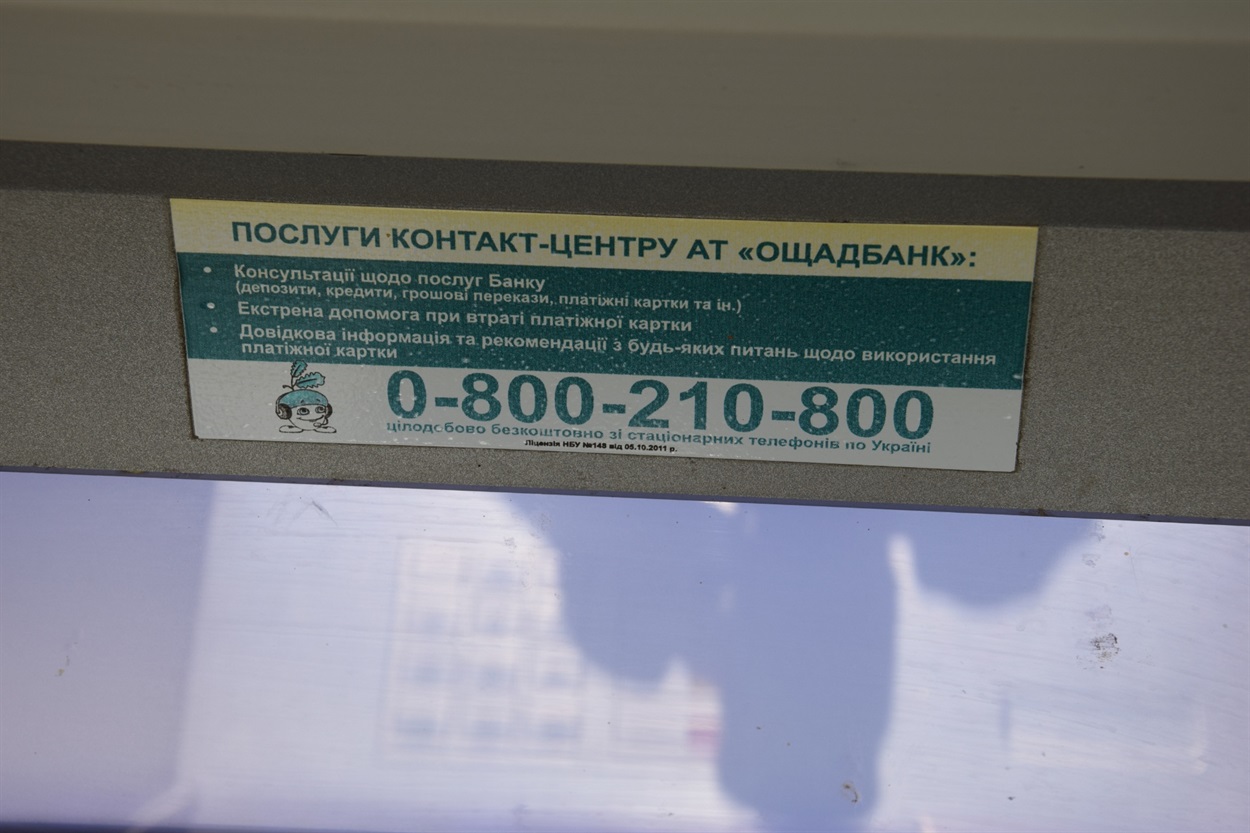 ПОСЛУГИ КОНТАКТ-ЦЕНТРУ АТ «ОЩАДБАНК»:
• Консультації щодо послуг Банку
(депозити, кредити, грошові перекази, платіжні картки та ін.)
• Екстрена допомога при втраті платіжної картки
• Довідкова інформація та рекомендації з будь-яких питань щодо використання
платіжної картки
0-800-210-800
цілодобово безкоштовно зі стаціонарних телефонів по Україні
Ліцензія НБУ №148 від 05.10.2011 р.